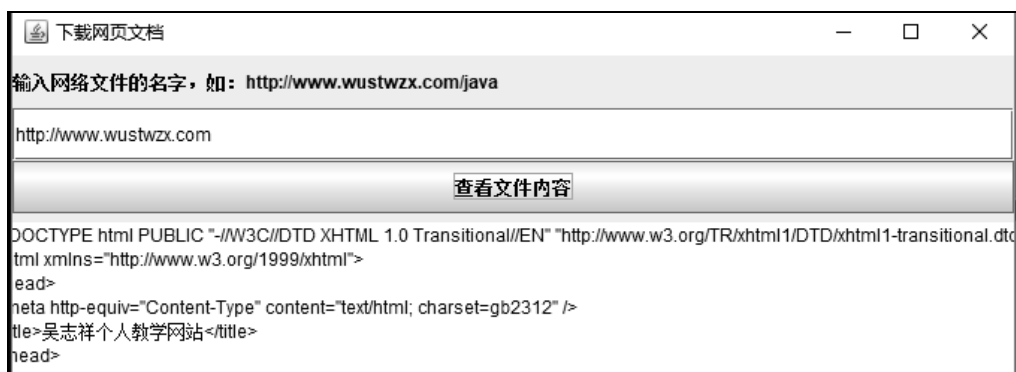 下载网页文档
输入网络文件的名字，如：http://www.wustwzx.com/java
http://www.wustwzx.com
查看文件内容
DOCTYPE html PUBLIC "-//W3C//DTD XHTML 1.0 Transitional//EN" "http://www.w3.org/TR/xhtml1/DTD/xhtml1-transitional.dtd
tml xmlns="http://www.w3.org/1999/xhtml">
ead>
meta http-equiv="Content-Type" content="text/html; charset=gb2312" />
tle>吴志祥个人教学网站</title>
head>